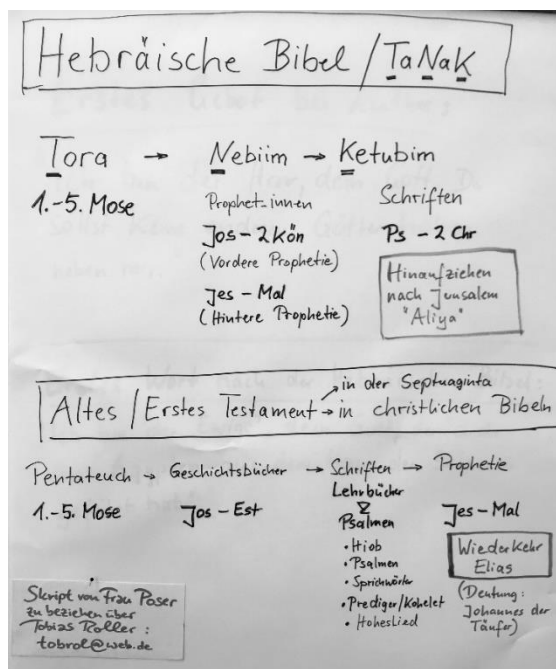 Hebräische Bibel / TaNaK
Tora → Nebiim → Ketubim
1.-5. Mose
Prophet_innen
Jos - 2 Kön
(Vordere Prophetie)
Jes - Mal
(Hintere Prophetie)
Schriften
Ps - 2 Chr
Hinaufziehen
nach Jerusalem
"Aliya"
Altes / Erstes Testament
→ in der Septuaginta
→ in christlichen Bibeln
Pentateuch → Geschichtsbücher → Schriften → Prophetie
1.-5. Mose
Jos - Est
Lehrbücher
Psalmen
• Hiob
• Psalmen
• Sprichwörter
• Prediger/Kohelet
• Hoheslied
Jes - Mal
Wiederkehr
Elias
(Deutung:
Johannes der
Täufer)
Skript von Frau Poser
zu beziehen über
Tobias Roller:
tobrol@web.de